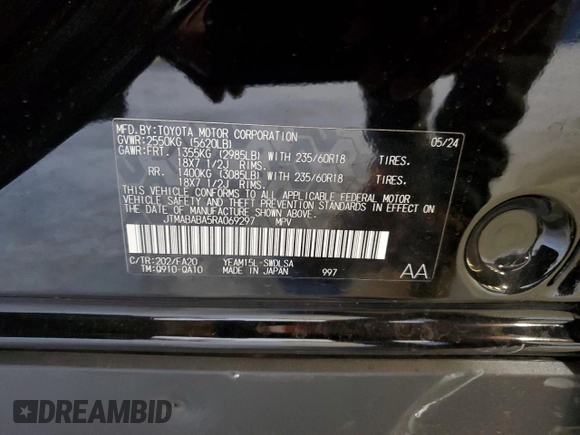 MFD.BY:TOYOTA MOTOR CORPORATION 05/24
GVWR:2550KG (5620LB)
GAWR:FRT. 1355KG (2985LB) WITH 235/60R18 TIRES.
18X7 1/2J RIMS.
RR. 1400KG (3085LB) WITH 235/60R18 TIRES.
18X7 1/2J RIMS.
THIS VEHICLE CONFORMS TO ALL APPLICABLE FEDERAL MOTOR
VEHICLE SAFETY AND THEFT PREVENTION STANDARDS IN EFFECT
ON THE DATE OF MANUFACTURE SHOWN ABOVE.
JTMABABA5RA069297 MPV
C/TR:202/FA20 YEAM15L-SWDLSA
TM:Q910-QA10 MADE IN JAPAN 997 AA
DREAMBID